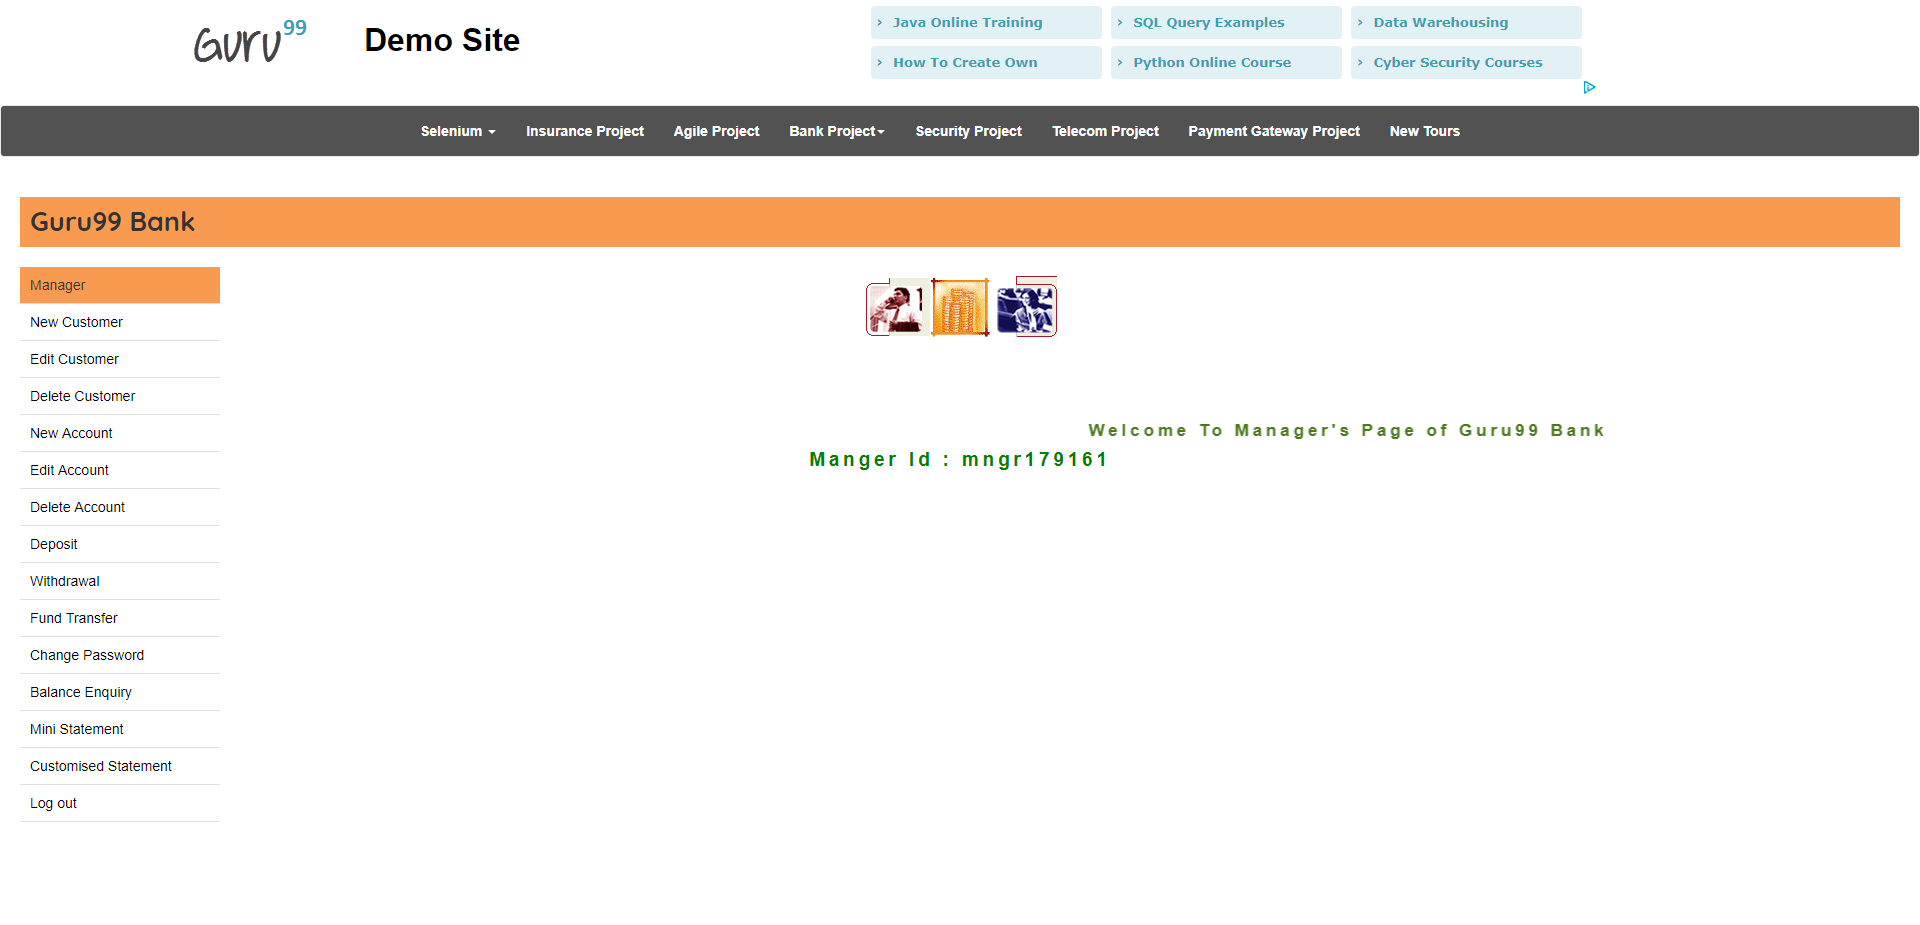 Guru99
Demo Site
› Java Online Training
› SQL Query Examples
› Data Warehousing
› How To Create Own
› Python Online Course
› Cyber Security Courses
Selenium
Insurance Project
Agile Project
Bank Project
Security Project
Telecom Project
Payment Gateway Project
New Tours
Guru99 Bank
Manager
New Customer
Edit Customer
Delete Customer
New Account
Edit Account
Delete Account
Deposit
Withdrawal
Fund Transfer
Change Password
Balance Enquiry
Mini Statement
Customised Statement
Log out
Welcome To Manager's Page of Guru99 Bank
Manger Id : mngr179161